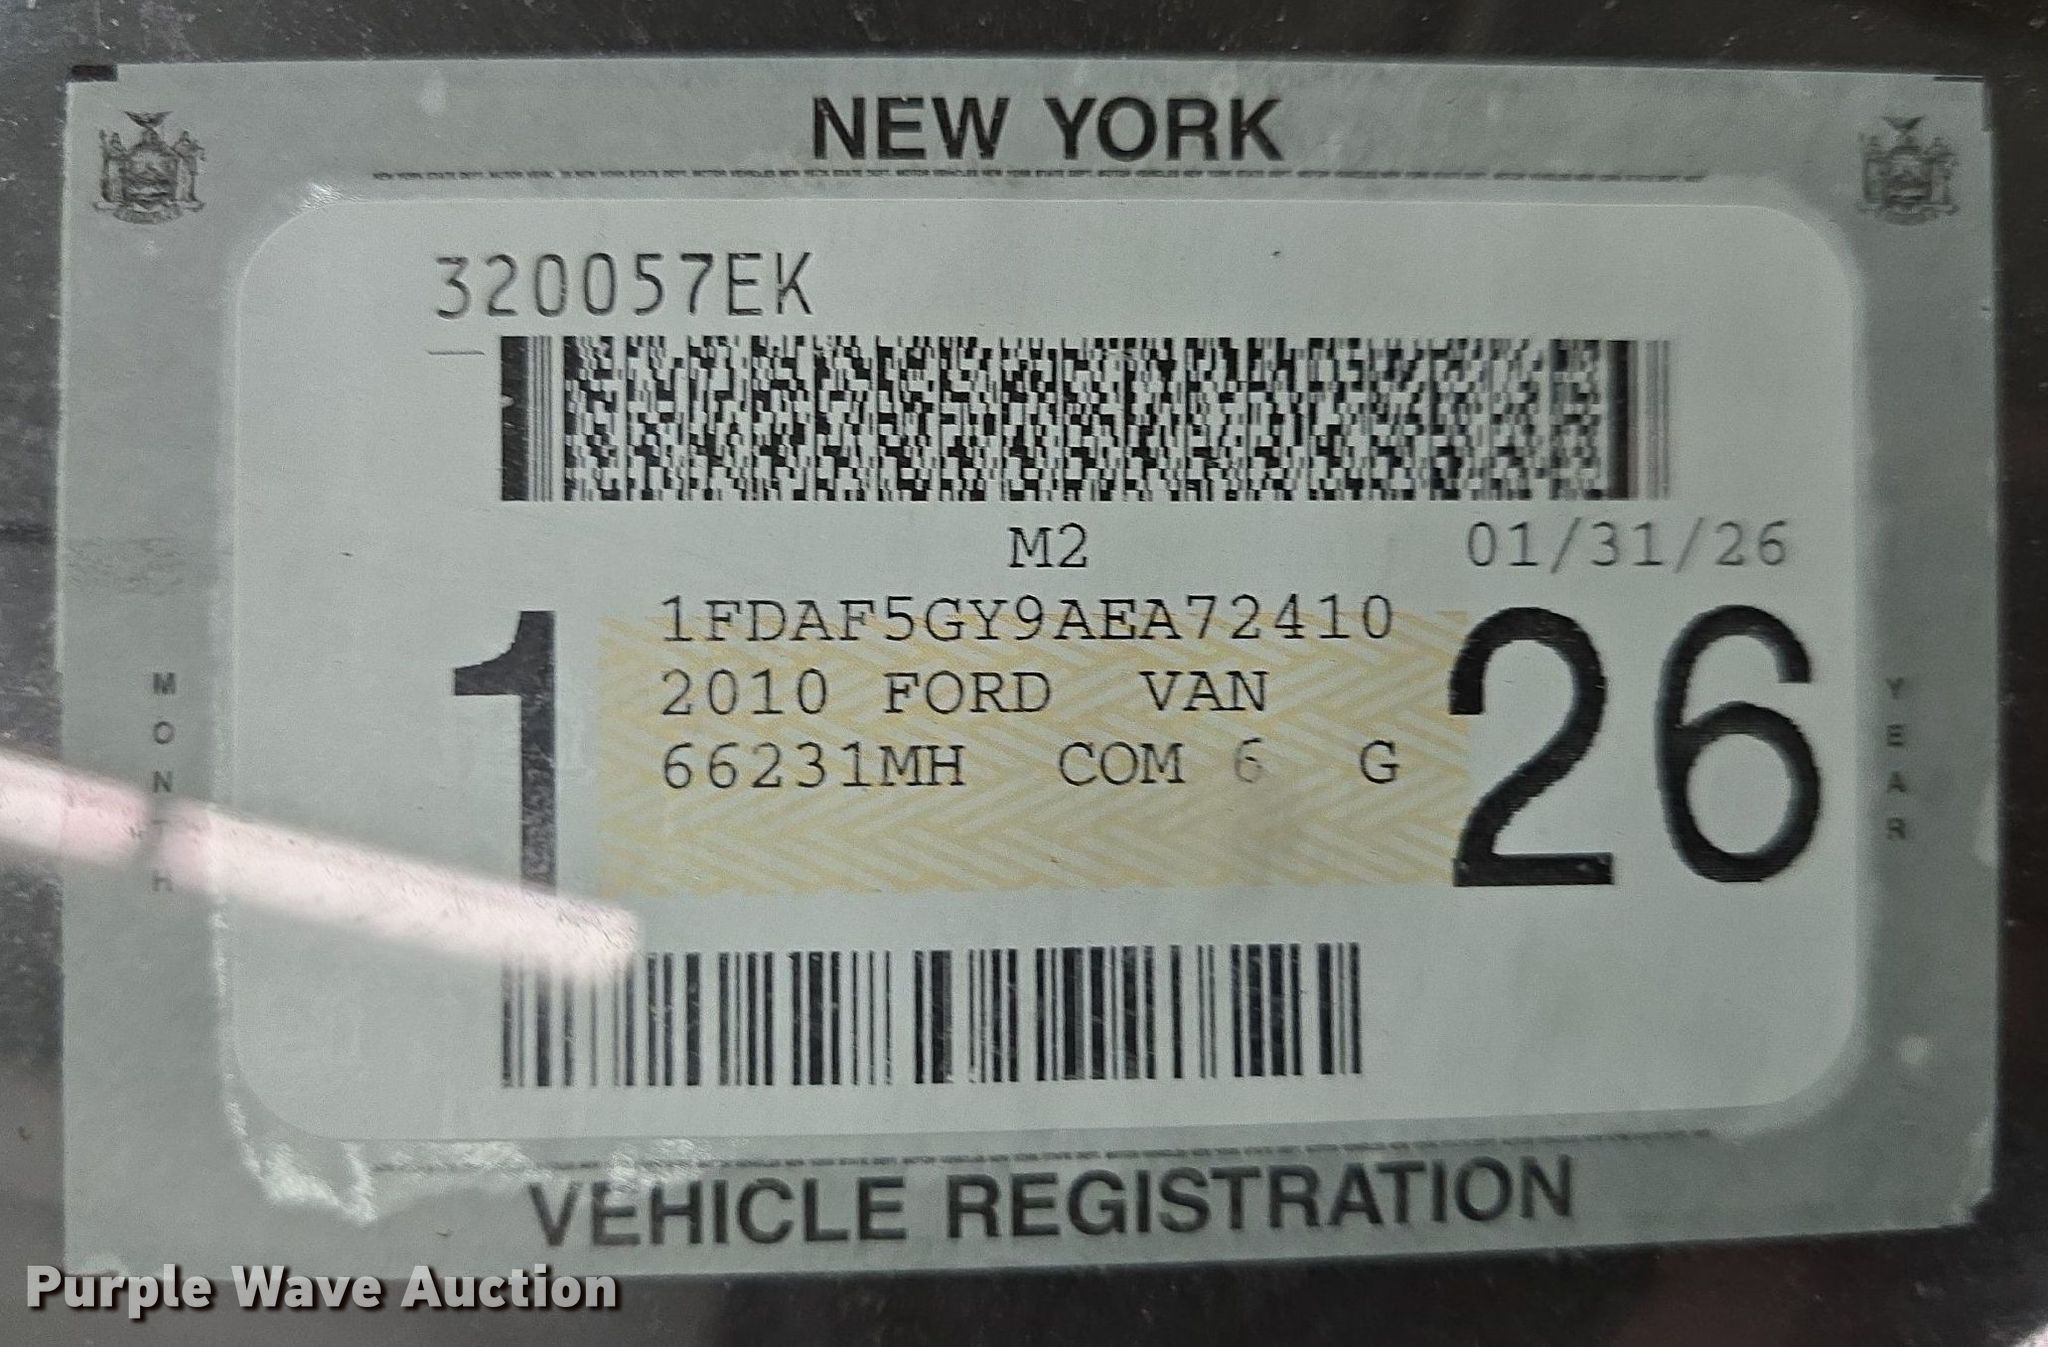 NEW YORK
320057EK
M2 01/31/26
1FDAF5GY9AEA72410
2010 FORD VAN
66231MH COM 6 G
1
26
MONTH
YEAR
VEHICLE REGISTRATION
Purple Wave Auction